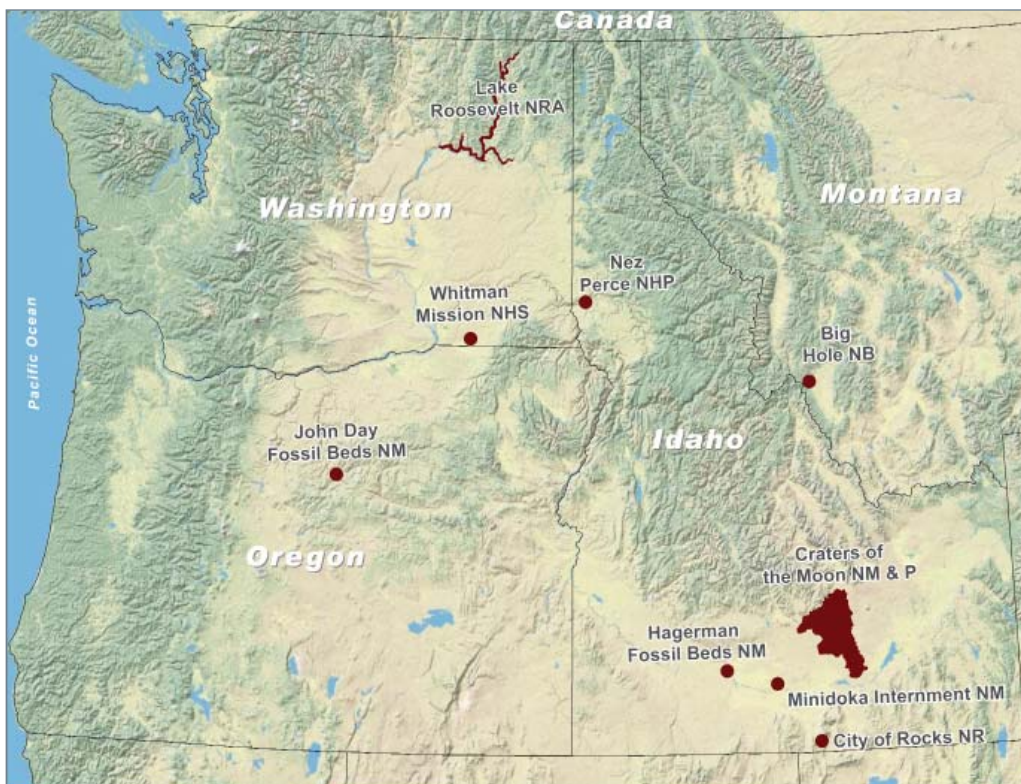 Canada
Lake
Roosevelt NRA
Washington
Montana
Nez
Perce NHP
Whitman
Mission NHS
Pacific Ocean
Big
Hole NB
John Day
Fossil Beds NM
Idaho
Oregon
Craters of
the Moon NM & P
Hagerman
Fossil Beds NM
Minidoka Internment NM
City of Rocks NR